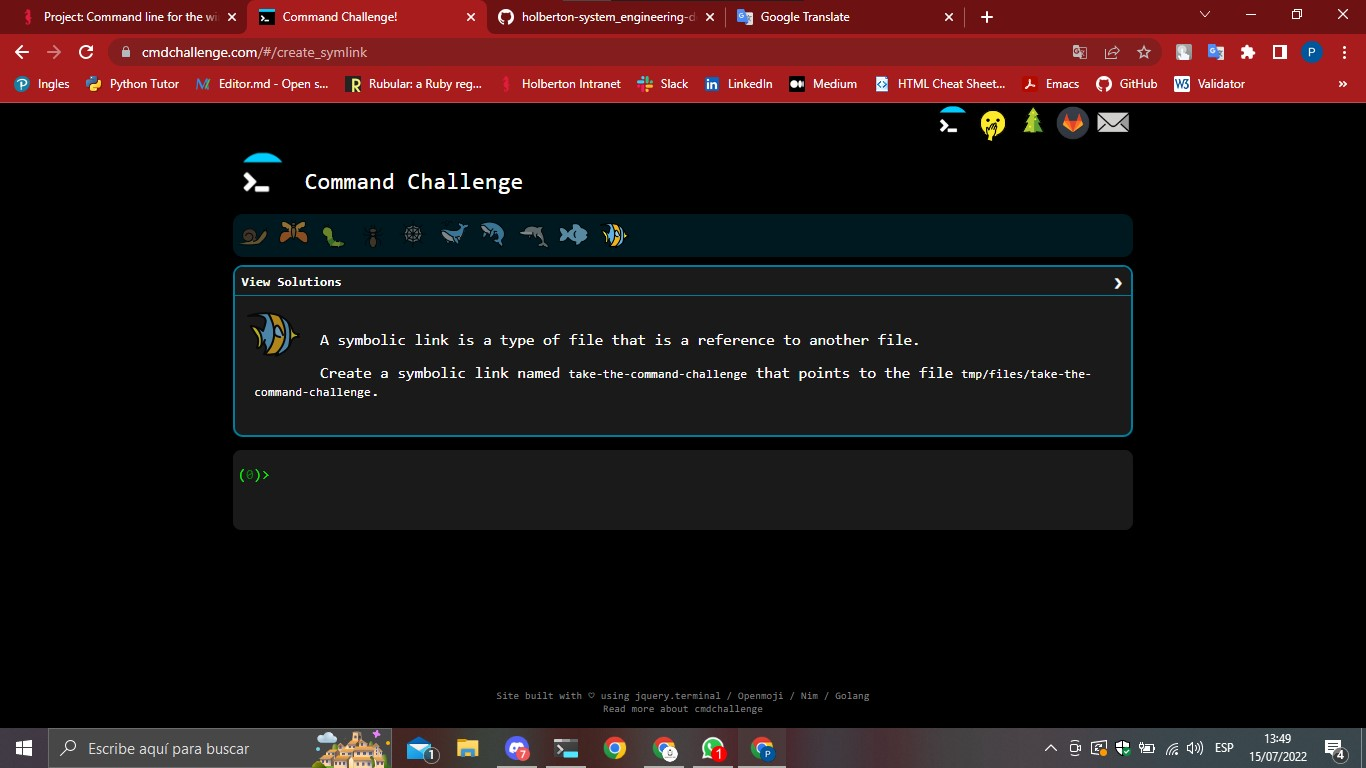 Project: Command line for the wi
Command Challenge!
holberton-system_engineering-d
Google Translate
cmdchallenge.com/#/create_symlink
P
Ingles
Python Tutor
Editor.md - Open s...
Rubular: a Ruby reg...
Holberton Intranet
Slack
LinkedIn
Medium
HTML Cheat Sheet...
Emacs
GitHub
Validator
»
Command Challenge
View Solutions
A symbolic link is a type of file that is a reference to another file.
Create a symbolic link named take-the-command-challenge that points to the file tmp/files/take-the-
command-challenge.
(0)>
Site built with ♡ using jquery.terminal / Openmoji / Nim / Golang
Read more about cmdchallenge
Escribe aquí para buscar
1
7
1
P
ESP
13:49
15/07/2022
4